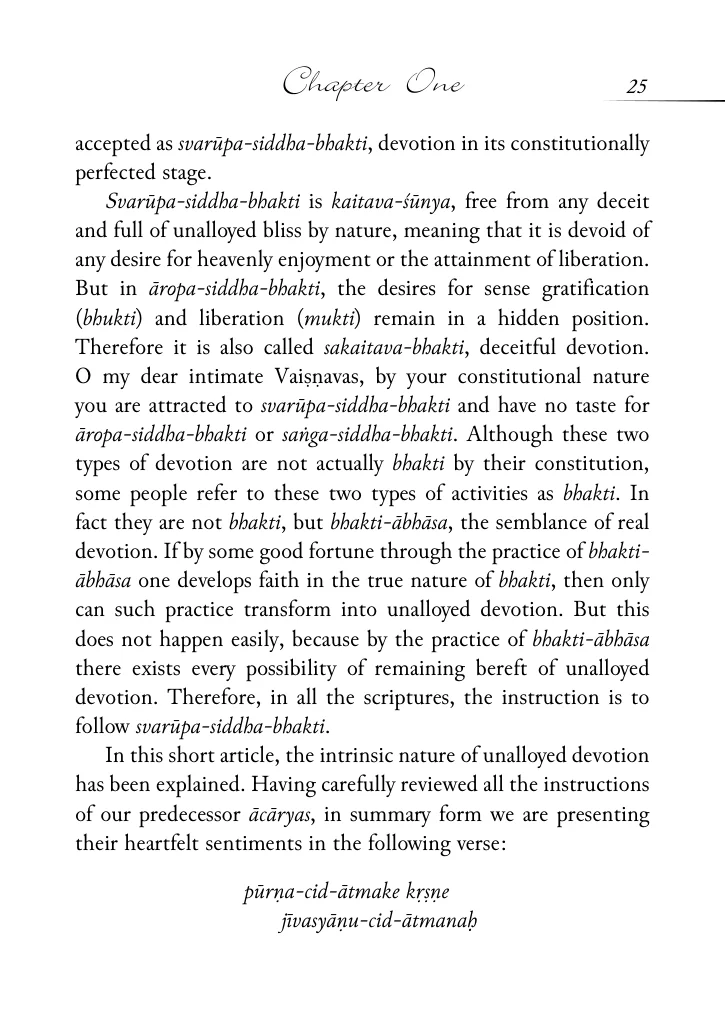 Chapter One 25
accepted as svarūpa-siddha-bhakti, devotion in its constitutionally
perfected stage.
Svarūpa-siddha-bhakti is kaitava-śūnya, free from any deceit
and full of unalloyed bliss by nature, meaning that it is devoid of
any desire for heavenly enjoyment or the attainment of liberation.
But in āropa-siddha-bhakti, the desires for sense gratification
(bhukti) and liberation (mukti) remain in a hidden position.
Therefore it is also called sakaitava-bhakti, deceitful devotion.
O my dear intimate Vaiṣṇavas, by your constitutional nature
you are attracted to svarūpa-siddha-bhakti and have no taste for
āropa-siddha-bhakti or saṅga-siddha-bhakti. Although these two
types of devotion are not actually bhakti by their constitution,
some people refer to these two types of activities as bhakti. In
fact they are not bhakti, but bhakti-ābhāsa, the semblance of real
devotion. If by some good fortune through the practice of bhakti-
ābhāsa one develops faith in the true nature of bhakti, then only
can such practice transform into unalloyed devotion. But this
does not happen easily, because by the practice of bhakti-ābhāsa
there exists every possibility of remaining bereft of unalloyed
devotion. Therefore, in all the scriptures, the instruction is to
follow svarūpa-siddha-bhakti.
In this short article, the intrinsic nature of unalloyed devotion
has been explained. Having carefully reviewed all the instructions
of our predecessor ācāryas, in summary form we are presenting
their heartfelt sentiments in the following verse:
pūrṇa-cid-ātmake kṛṣṇe
jīvasyāṇu-cid-ātmanaḥ